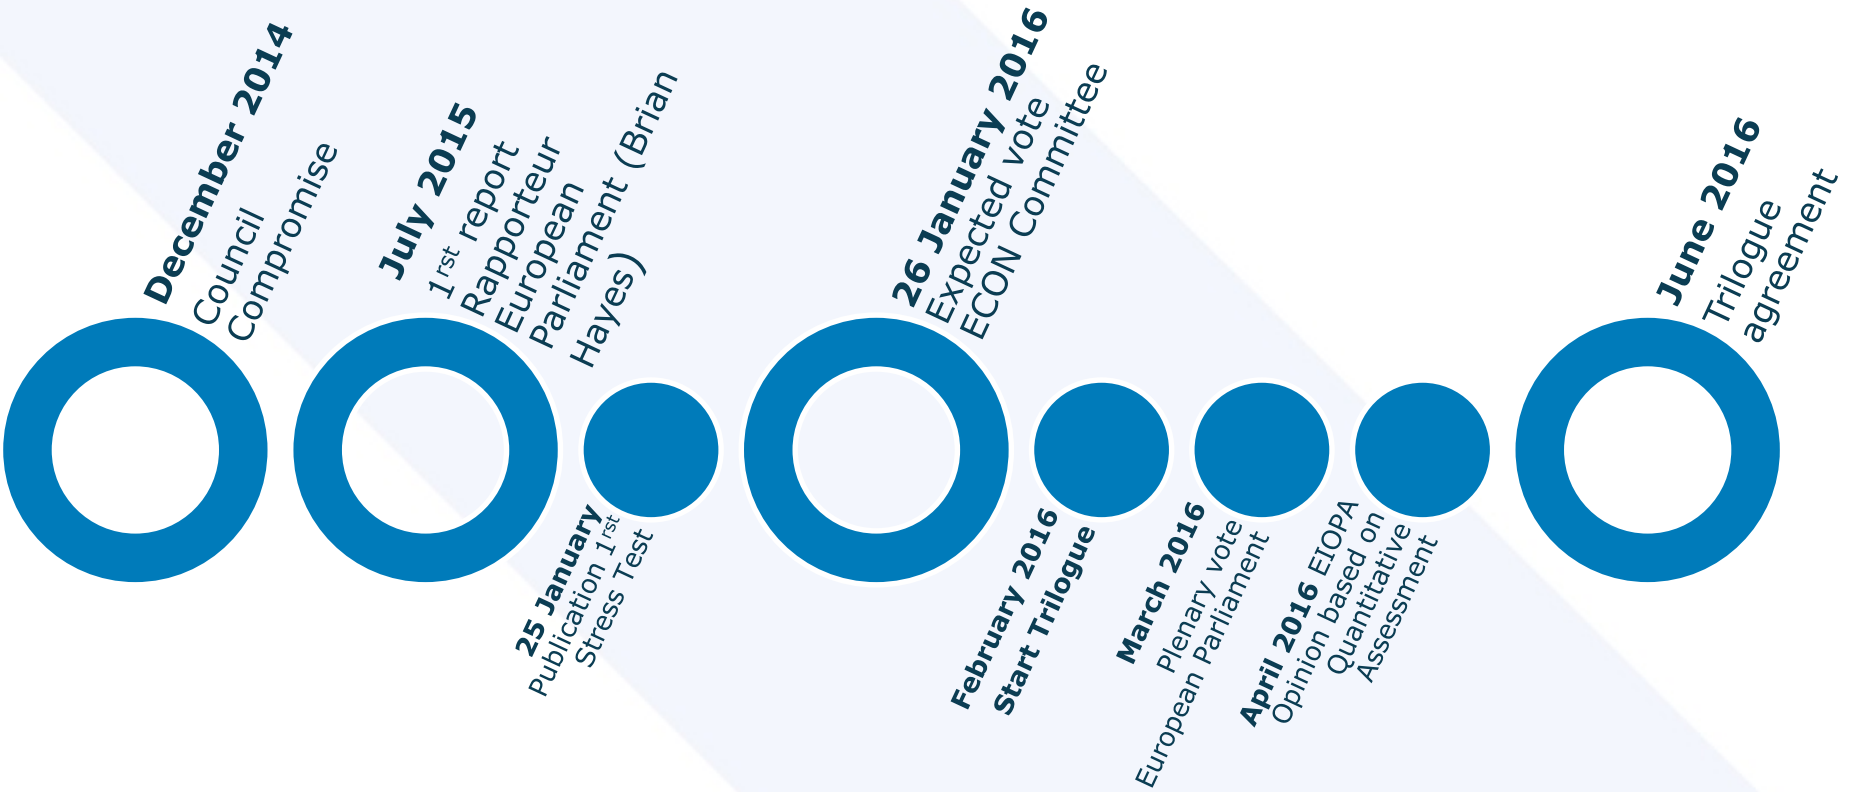 December 2014
Council
Compromise
July 2015
1rst report
Rapporteur
European
Parliament (Brian
Hayes)
25 January
Publication 1rst
Stress Test
26 January 2016
Expected vote
ECON Committee
February 2016
Start Trilogue
March 2016
Plenary vote
European Parliament
April 2016 EIOPA
Opinion based on
Quantitative
Assessment
June 2016
Trilogue
agreement